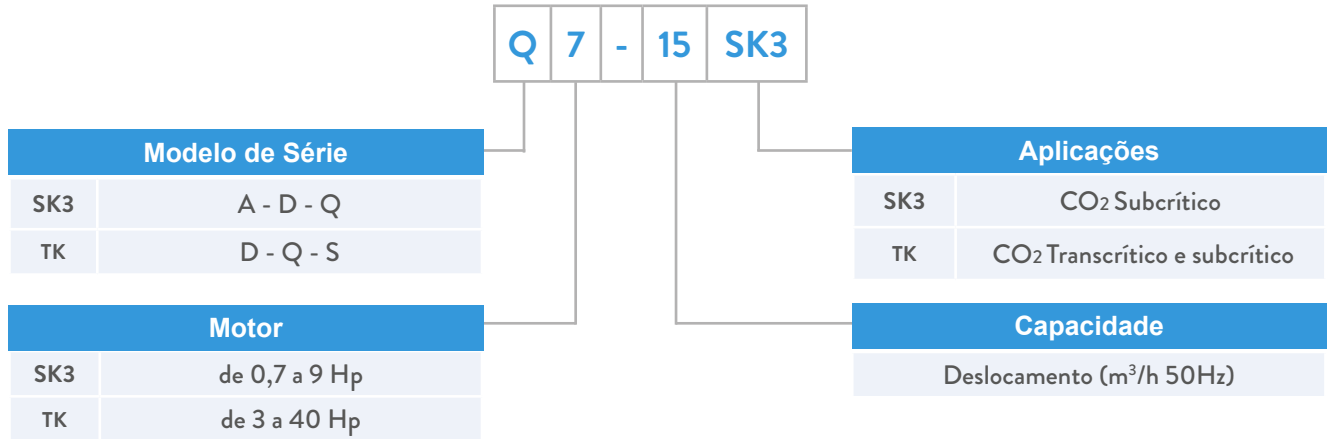 Q 7 - 15 SK3
Modelo de Série
SK3 A - D - Q
TK D - Q - S
Motor
SK3 de 0,7 a 9 Hp
TK de 3 a 40 Hp
Aplicações
SK3 CO2 Subcrítico
TK CO2 Transcrítico e subcrítico
Capacidade
Deslocamento (m³/h 50Hz)